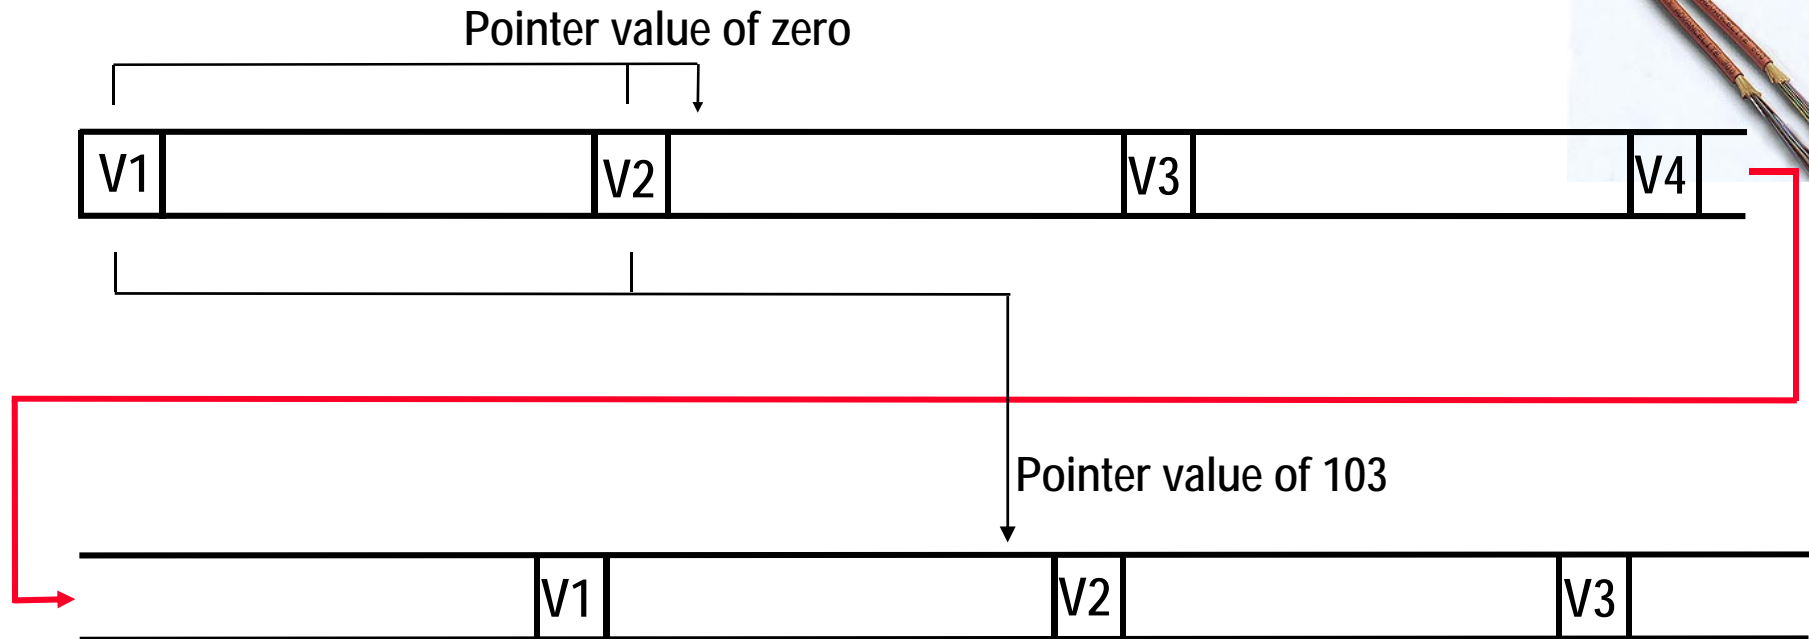 Pointer value of zero
V1 V2 V3 V4
Pointer value of 103
V1 V2 V3